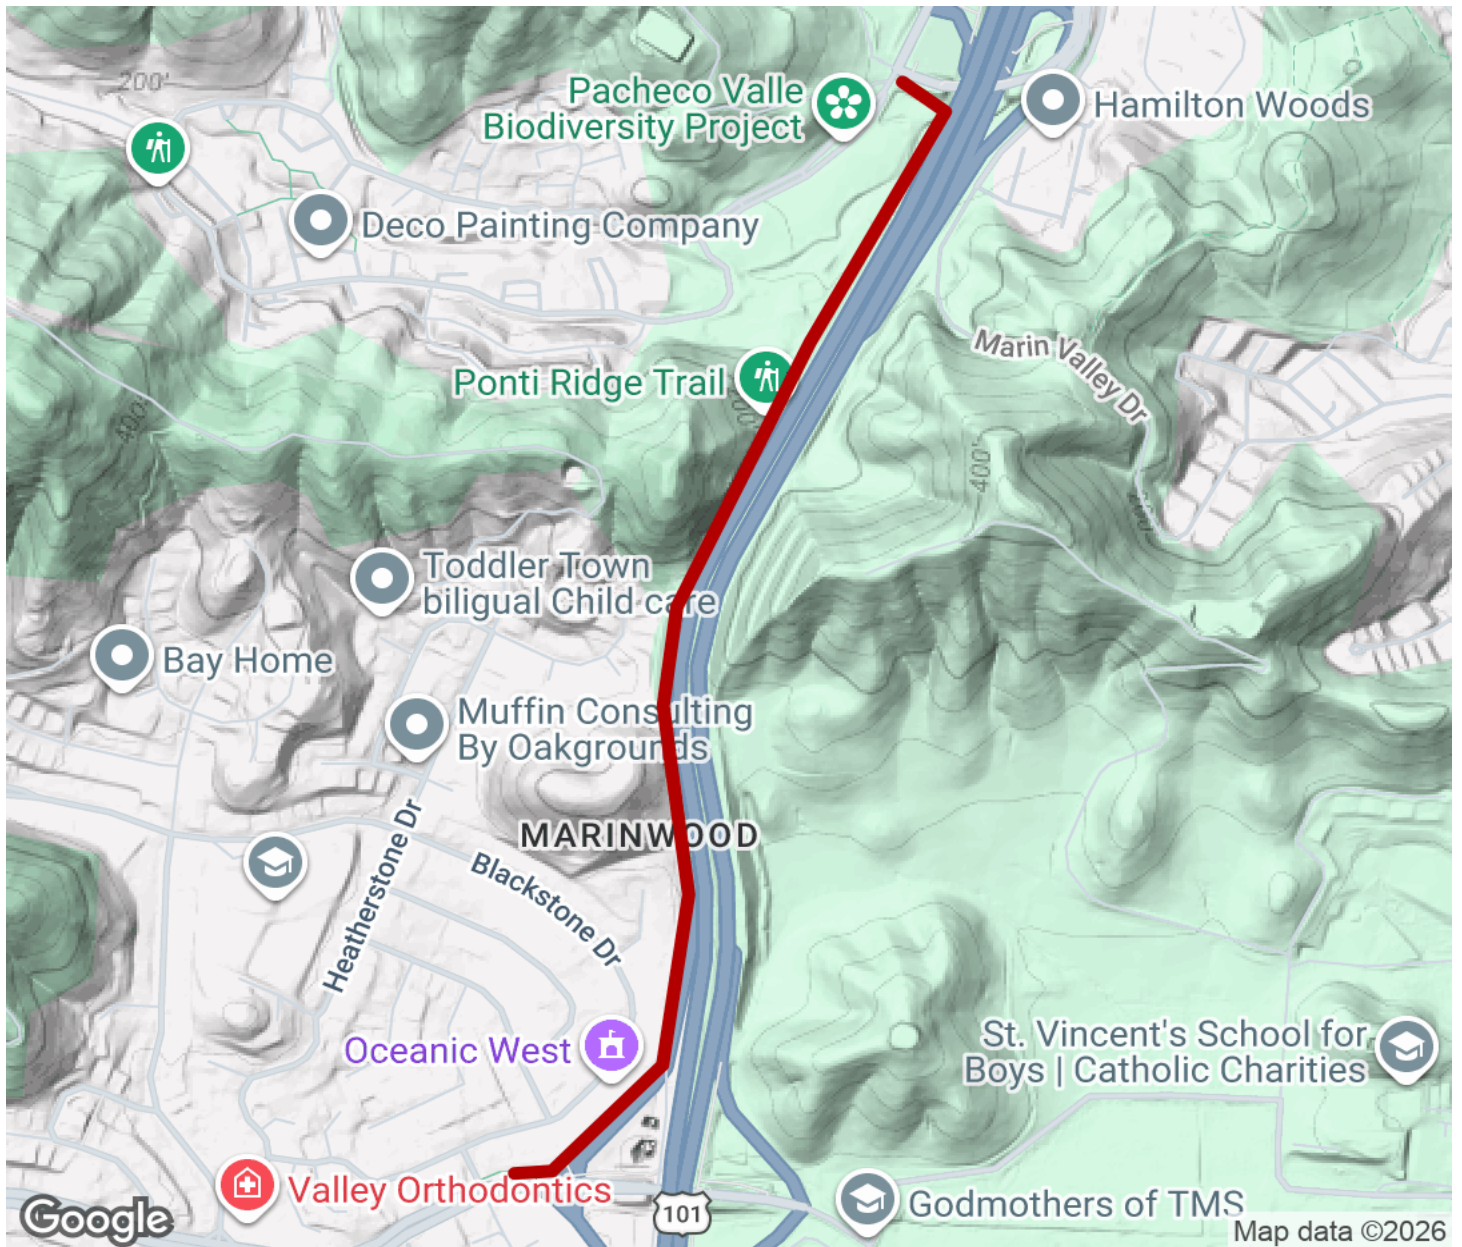 200'
Pacheco Valle
Biodiversity Project
Hamilton Woods
Deco Painting Company
Marin Valley Dr
Ponti Ridge Trail
400'
400'
Toddler Town
biligual Child care
Bay Home
Muffin Consulting
By Oakgrounds
MARINWOOD
Heatherstone Dr
Blackstone Dr
Oceanic West
St. Vincent's School for
Boys | Catholic Charities
Valley Orthodontics
101
Godmothers of TMS
Google
Map data ©2026